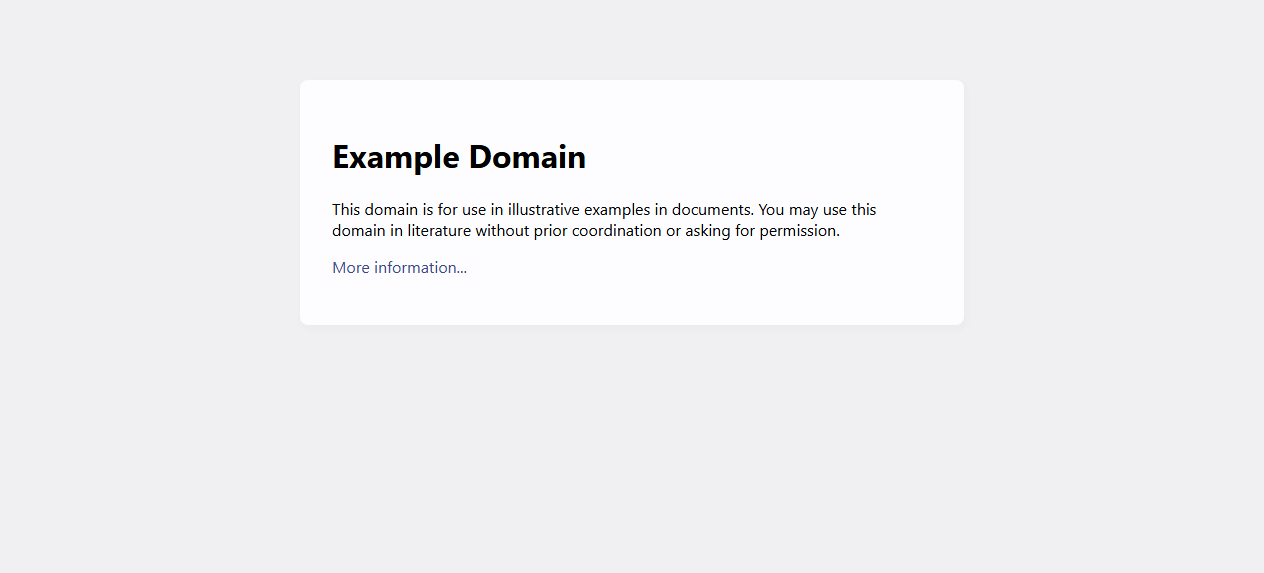 Example Domain
This domain is for use in illustrative examples in documents. You may use this
domain in literature without prior coordination or asking for permission.
More information...